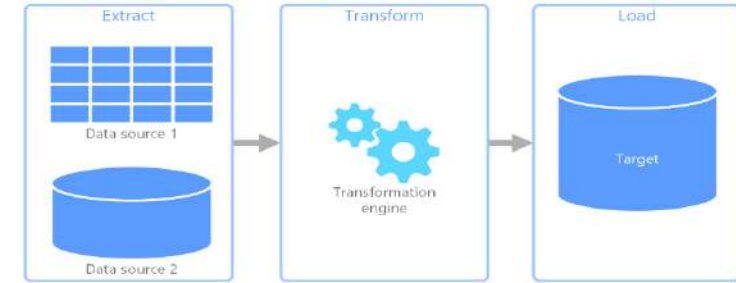 Extract
Data source 1
Data source 2
Transform
Transformation
engine
Load
Target